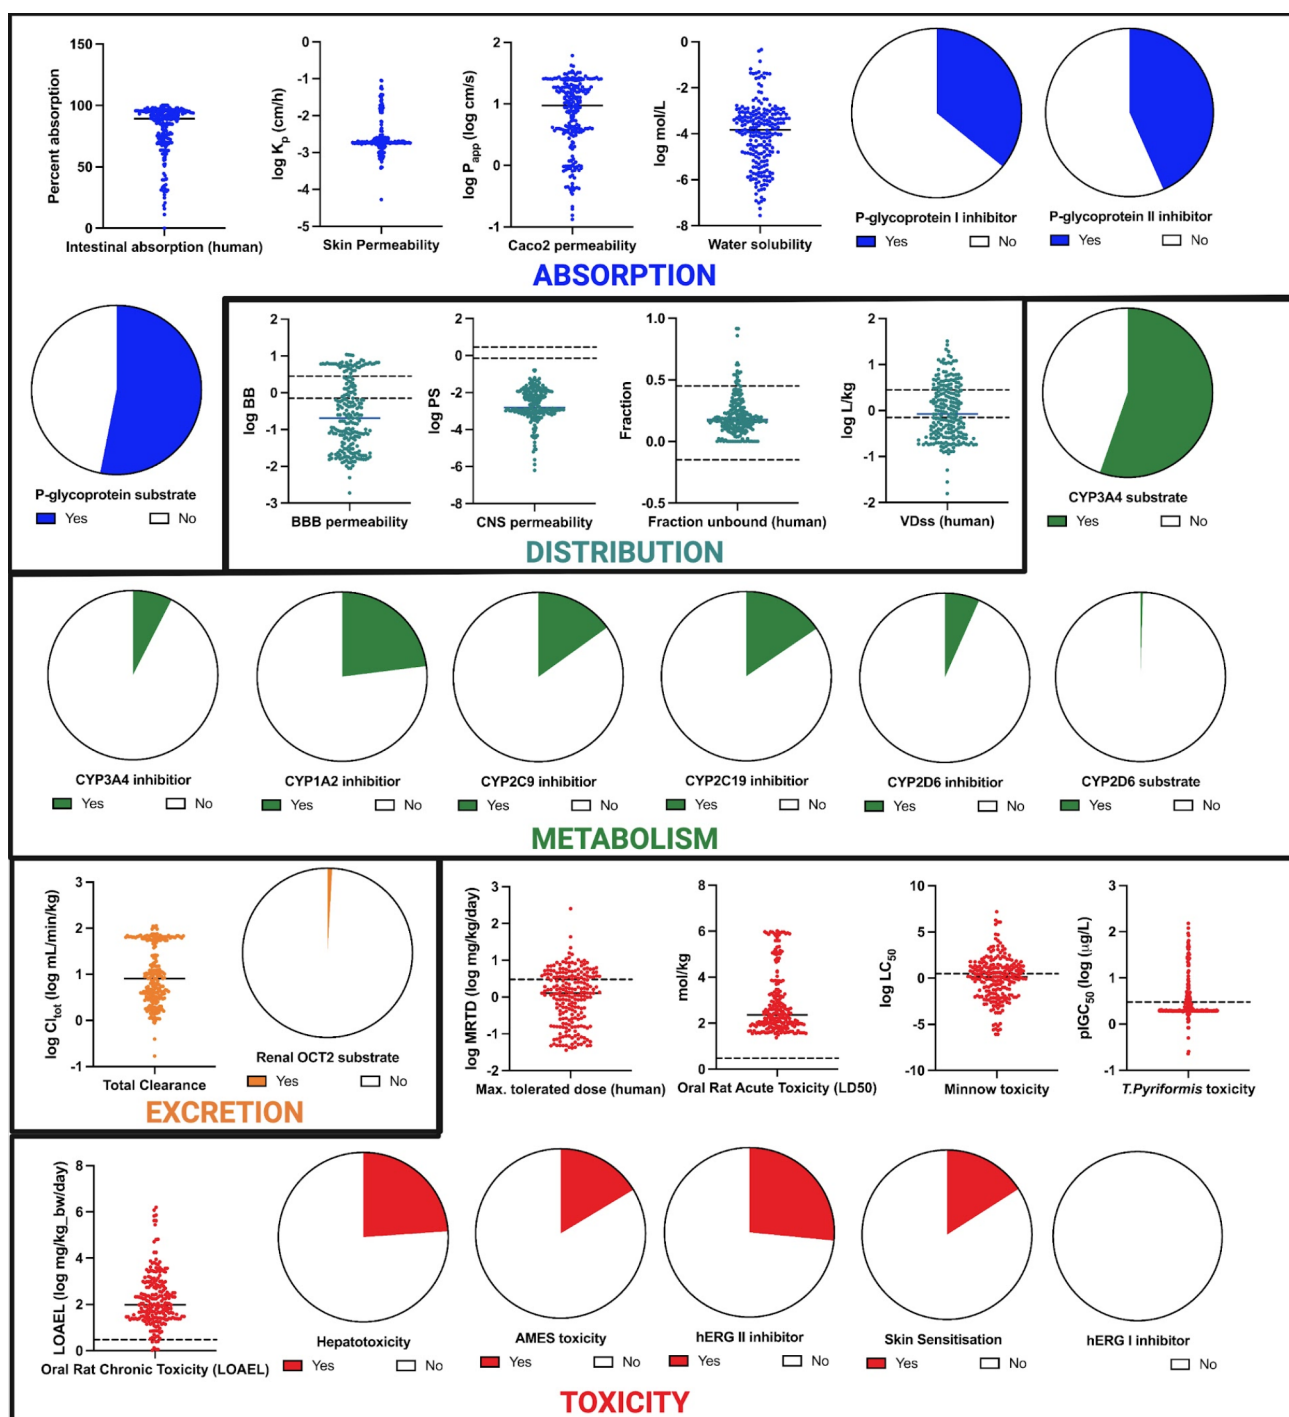 150
100
50
0
Percent absorption
Intestinal absorption (human)
0
-1
-2
-3
-4
-5
log Kp (cm/h)
Skin Permeability
2
1
0
-1
log Papp (log cm/s)
Caco2 permeability
0
-2
-4
-6
-8
log mol/L
Water solubility
P-glycoprotein I inhibitor
Yes No
P-glycoprotein II inhibitor
Yes No
ABSORPTION
P-glycoprotein substrate
Yes No
2
1
0
-1
-2
-3
log BB
BBB permeability
2
0
-2
-4
-6
-8
log PS
CNS permeability
1.0
0.5
0.0
-0.5
Fraction
Fraction unbound (human)
2
1
0
-1
-2
log L/kg
VDss (human)
DISTRIBUTION
CYP3A4 substrate
Yes No
CYP3A4 inhibitior
Yes No
CYP1A2 inhibitior
Yes No
CYP2C9 inhibitior
Yes No
CYP2C19 inhibitior
Yes No
CYP2D6 inhibition
Yes No
CYP2D6 substrate
Yes No
METABOLISM
3
2
1
0
-1
log Cltot (log mL/min/kg)
Total Clearance
Renal OCT2 substrate
Yes No
EXCRETION
3
2
1
0
-1
-2
log MRTD (log mg/kg/day)
Max. tolerated dose (human)
8
6
4
2
0
mol/kg
Oral Rat Acute Toxicity (LD50)
10
5
0
-5
-10
log LC50
Minnow toxicity
3
2
1
0
-1
pIGC50 (log (μg/L)
T.Pyriformis toxicity
8
6
4
2
0
LOAEL (log mg/kg_bw/day)
Oral Rat Chronic Toxicity (LOAEL)
Hepatotoxicity
Yes No
AMES toxicity
Yes No
hERG II inhibitor
Yes No
Skin Sensitisation
Yes No
hERG I inhibitor
No
TOXICITY